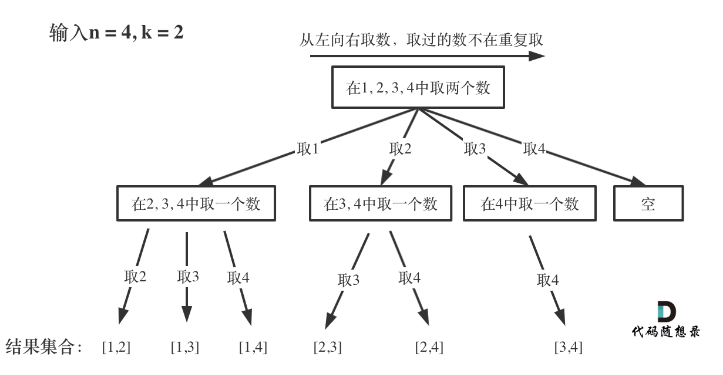 输入n = 4, k = 2
从左向右取数，取过的数不在重复取
在1, 2, 3, 4中取两个数
取1
取2
取3
取4
在2, 3, 4中取一个数
在3, 4中取一个数
在4中取一个数
空
取2
取3
取4
取3
取4
取4
代码随想录
结果集合：
[1,2]
[1,3]
[1,4]
[2,3]
[2,4]
[3,4]